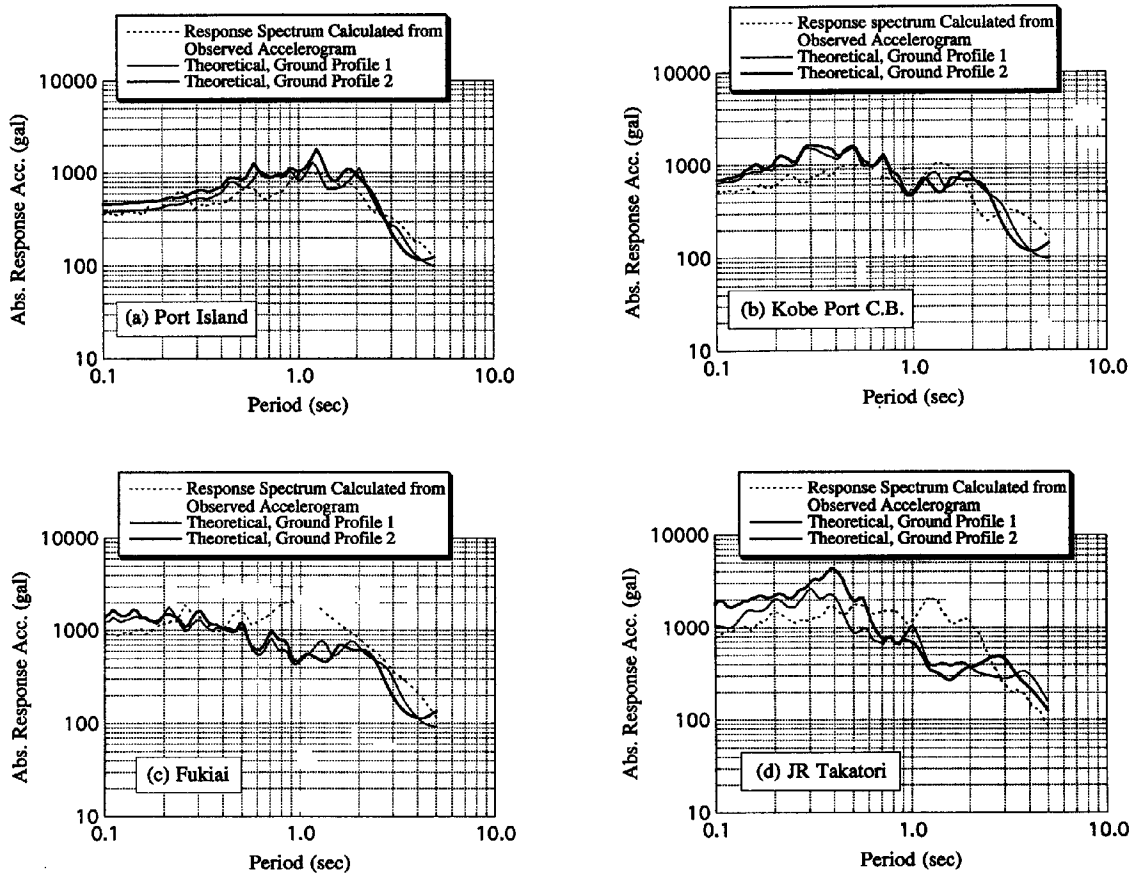 Response Spectrum Calculated from
Observed Accelerogram
Theoretical, Ground Profile 1
Theoretical, Ground Profile 2
10000
1000
100
10
Abs. Response Acc. (gal)
(a) Port Island
0.1
1.0
10.0
Period (sec)
Response spectrum Calculated from
Observed Accelerogram
Theoretical, Ground Profile 1
Theoretical, Ground Profile 2
10000
1000
100
10
Abs. Response Acc. (gal)
(b) Kobe Port C.B.
0.1
1.0
10.0
Period (sec)
Response Spectrum Calculated from
Observed Accelerogram
Theoretical, Ground Profile 1
Theoretical, Ground Profile 2
10000
1000
100
10
Abs. Response Acc. (gal)
(c) Fukiai
0.1
1.0
10.0
Period (sec)
Response Spectrum Calculated from
Observed Accelerogram
Theoretical, Ground Profile 1
Theoretical, Ground Profile 2
10000
1000
100
10
Abs. Response Acc. (gal)
(d) JR Takatori
0.1
1.0
10.0
Period (sec)